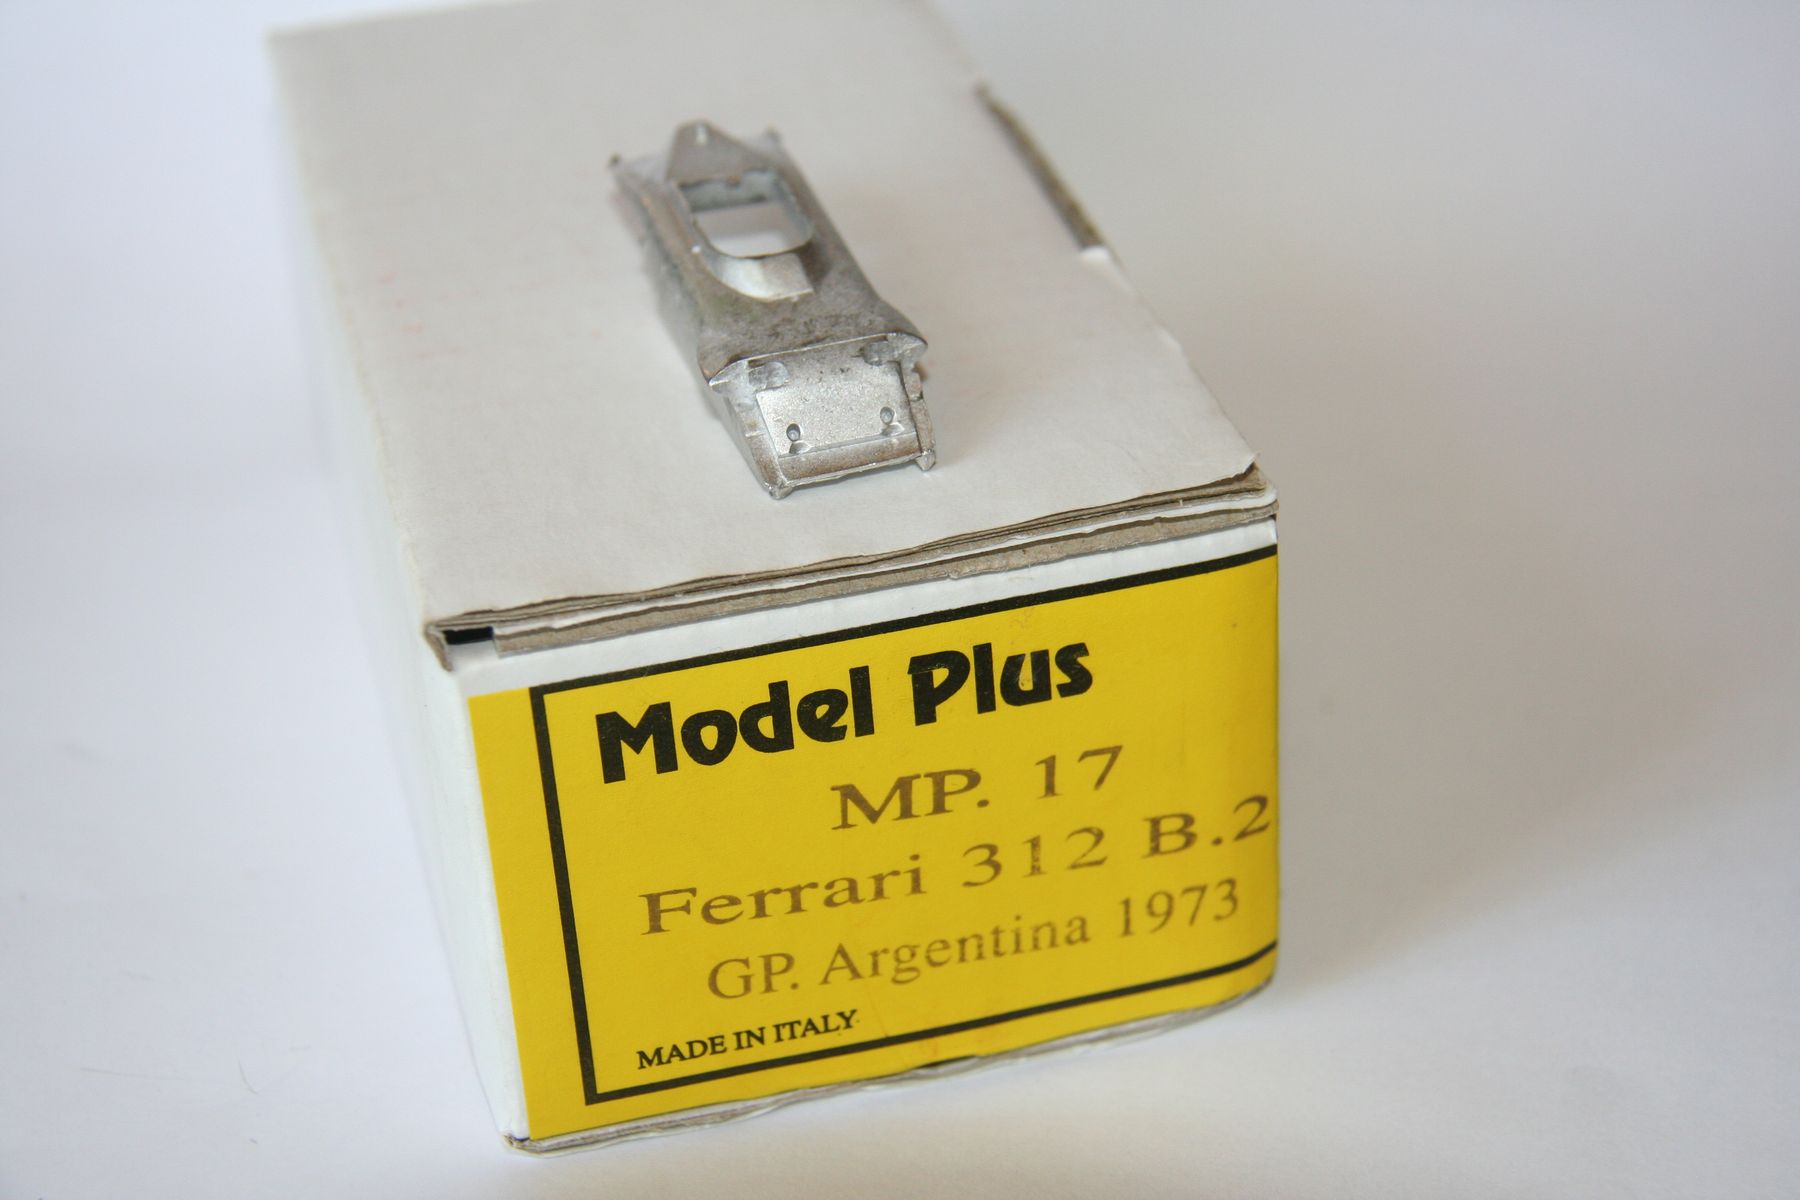 Model Plus
MP. 17
Ferrari 312 B.2
GP. Argentina 1973
MADE IN ITALY